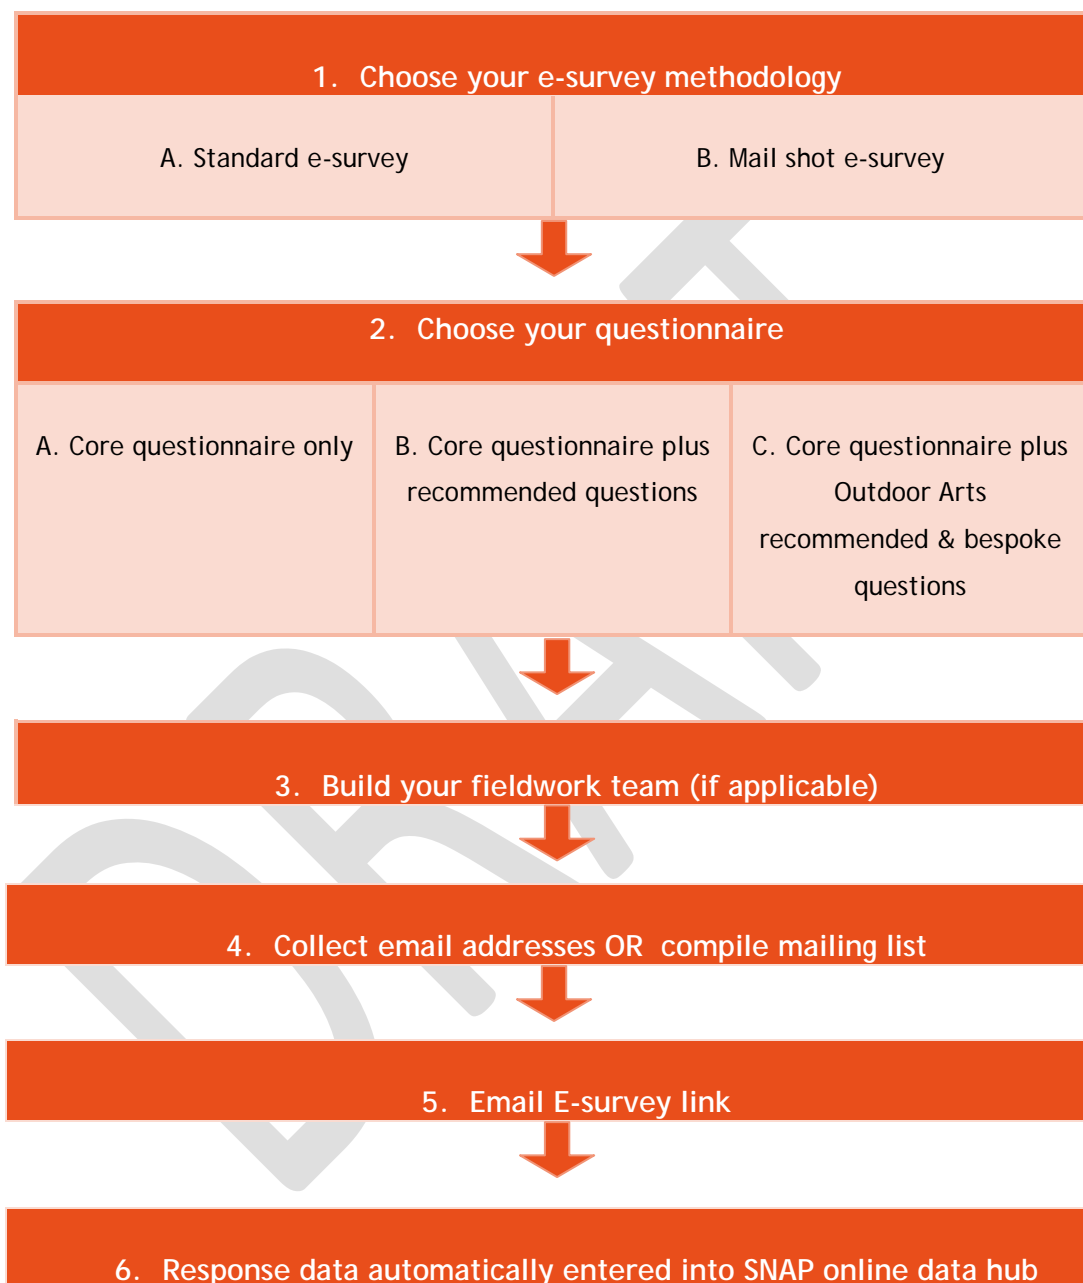 1. Choose your e-survey methodology
A. Standard e-survey
B. Mail shot e-survey
2. Choose your questionnaire
A. Core questionnaire only
B. Core questionnaire plus
recommended questions
C. Core questionnaire plus
Outdoor Arts
recommended & bespoke
questions
3. Build your fieldwork team (if applicable)
4. Collect email addresses OR compile mailing list
5. Email E-survey link
6. Response data automatically entered into SNAP online data hub
DRAFT